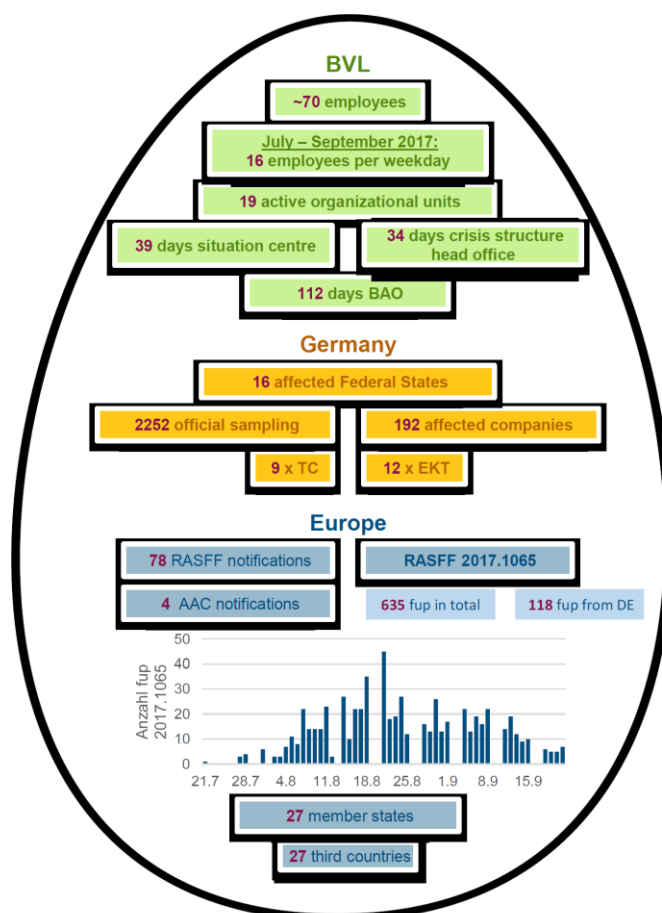 BVL
~70 employees
July – September 2017:
16 employees per weekday
19 active organizational units
39 days situation centre
34 days crisis structure
head office
112 days BAO
Germany
16 affected Federal States
2252 official sampling
192 affected companies
9 x TC
12 x EKT
Europe
78 RASFF notifications
RASFF 2017.1065
4 AAC notifications
635 fup in total
118 fup from DE
Anzahl fup
2017.1065
50
40
30
20
10
0
21.7 28.7 4.8 11.8 18.8 25.8 1.9 8.9 15.9
27 member states
27 third countries